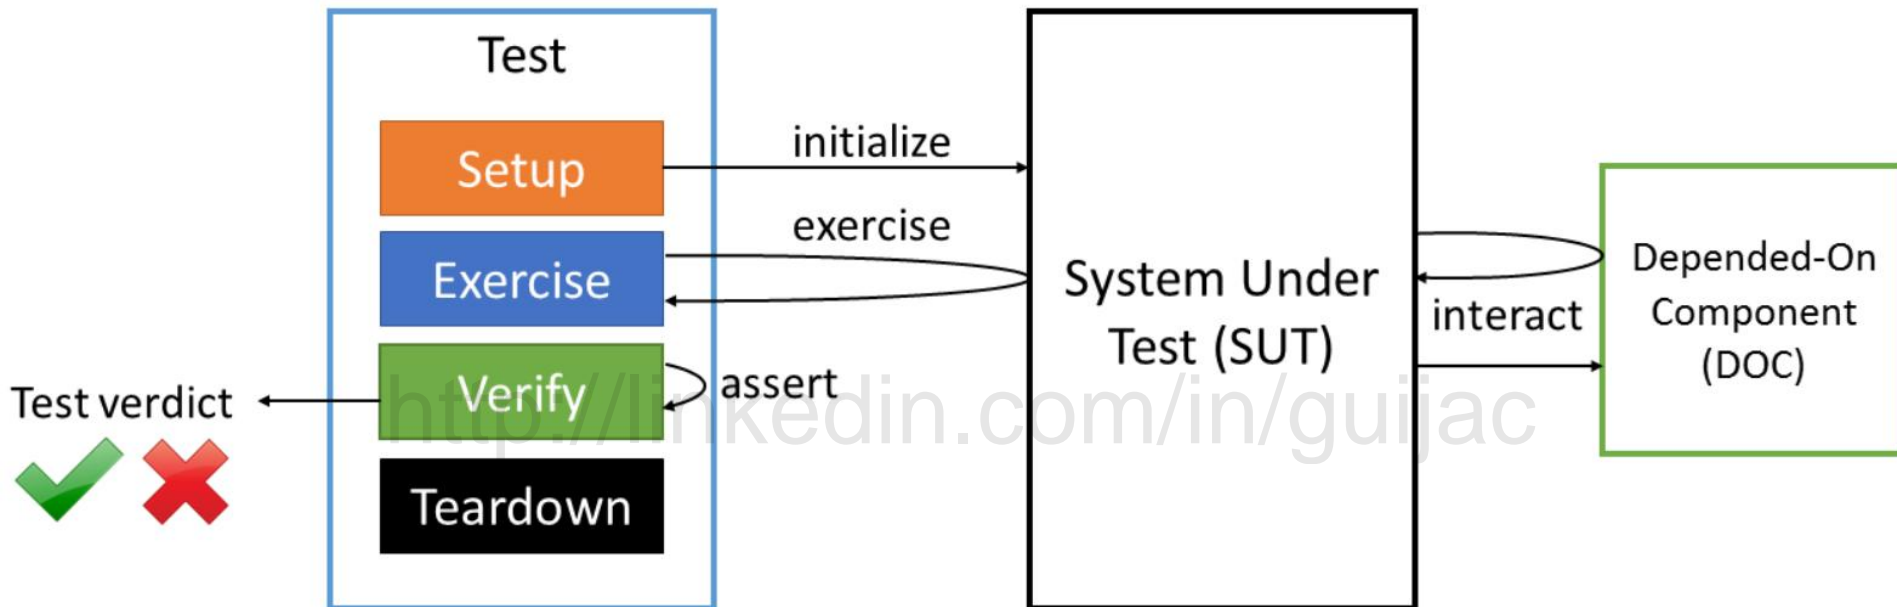 Test
Setup
initialize
Exercise
exercise
Verify
assert
Test verdict
Teardown
System Under
Test (SUT)
interact
Depended-On
Component
(DOC)
http://linkedin.com/in/guijac